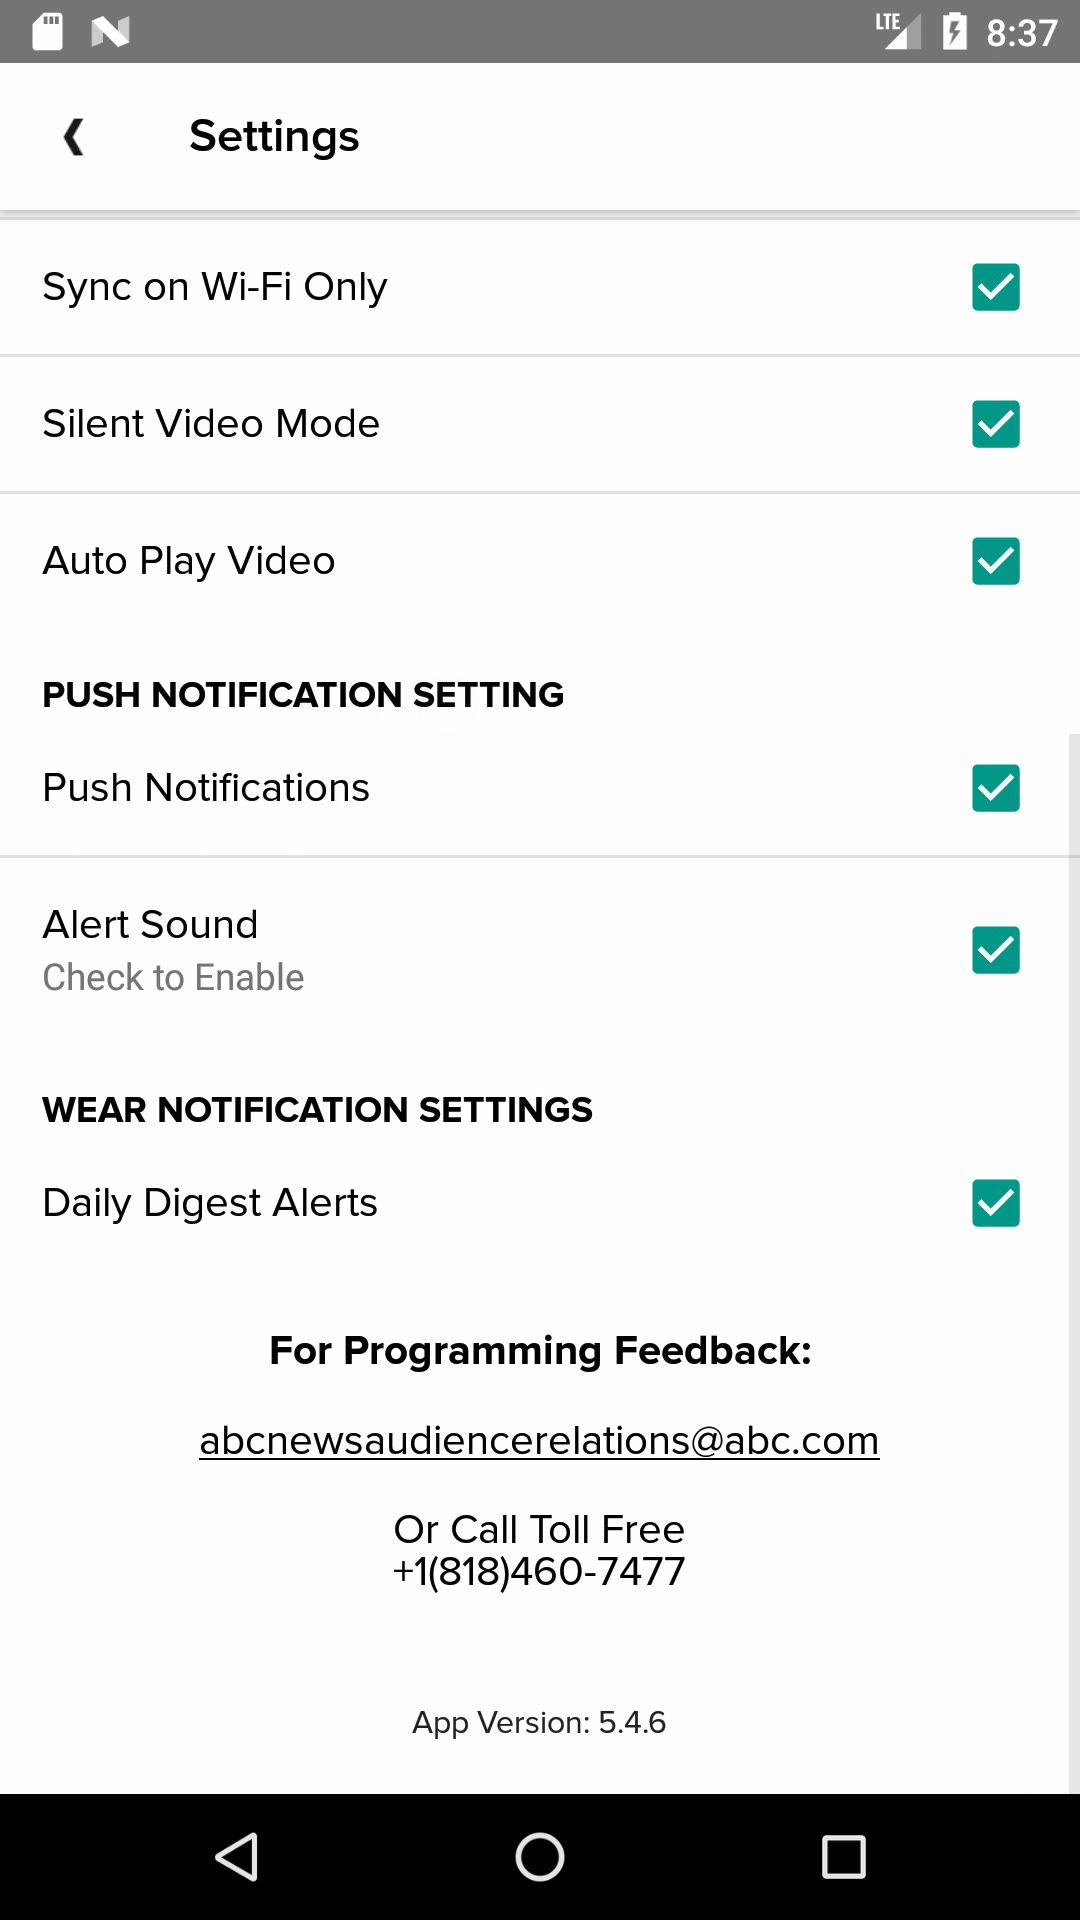 LTE 8:37
Settings
Sync on Wi-Fi Only
Silent Video Mode
Auto Play Video
PUSH NOTIFICATION SETTING
Push Notifications
Alert Sound
Check to Enable
WEAR NOTIFICATION SETTINGS
Daily Digest Alerts
For Programming Feedback:
abcnewsaudiencerelations@abc.com
Or Call Toll Free
+1(818)460-7477
App Version: 5.4.6